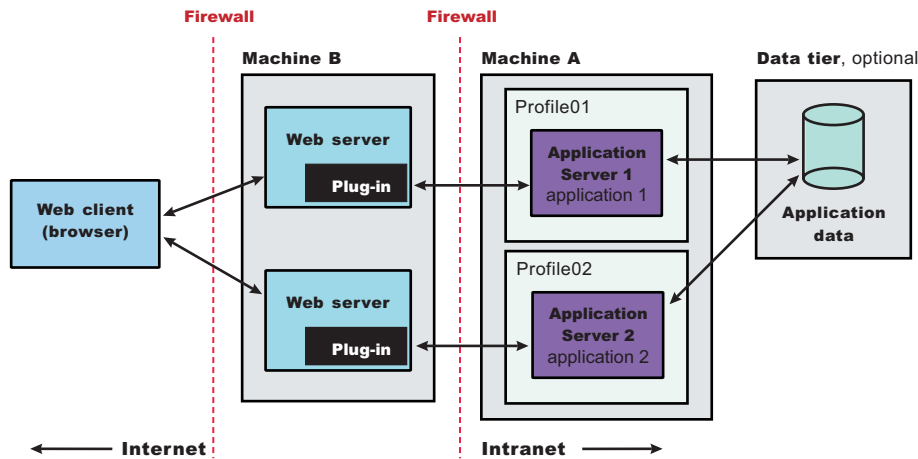 Firewall
Firewall
Machine B
Machine A
Data tier, optional
Profile01
Web server
Plug-in
Application
Server 1
application 1
Web client
(browser)
Application
data
Profile02
Web server
Plug-in
Application
Server 2
application 2
Internet
Intranet